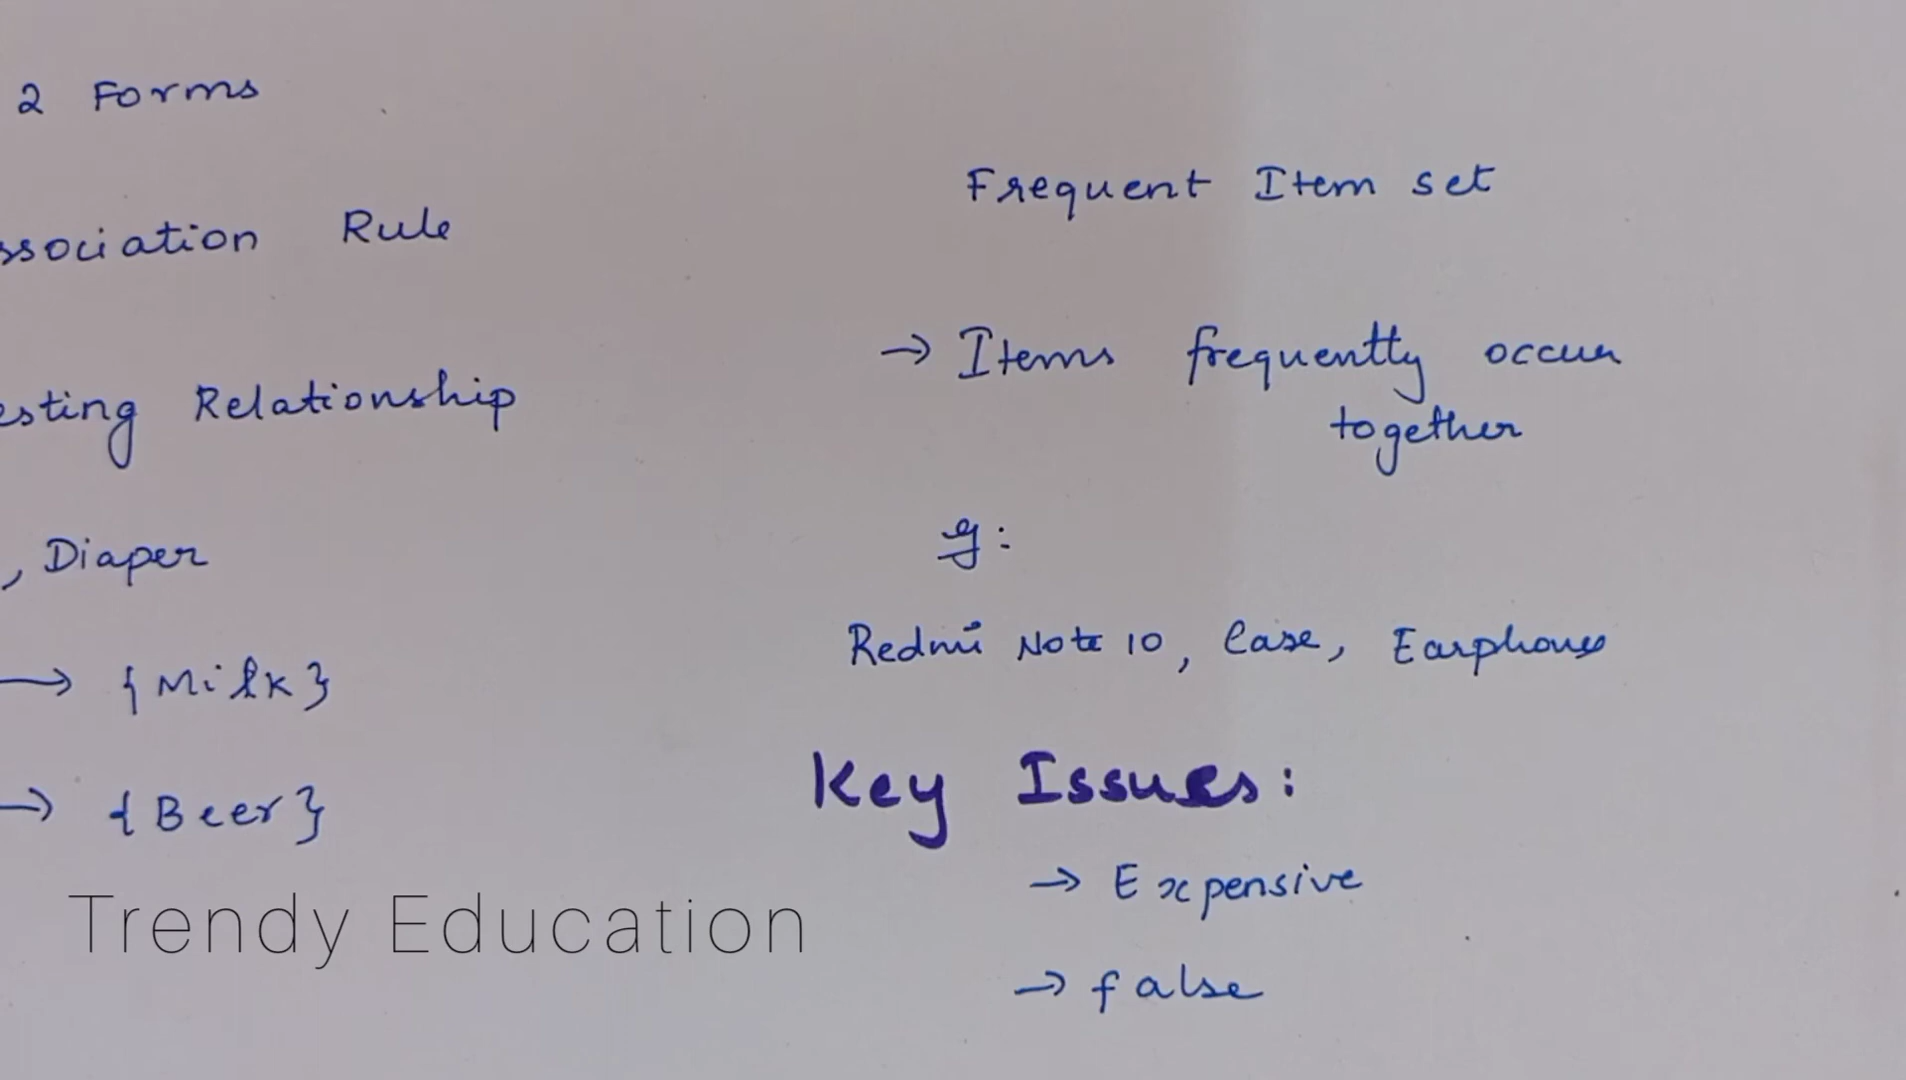 2 Forms
ssociation Rule
esting Relationship
, Diaper
→ {Milk}
→ {Beer}
Frequent Item set
→ Items frequently occur
together
eg:
Redmi Note 10, Case, Earphones
Key Issues:
→ Expensive
→ false
Trendy Education